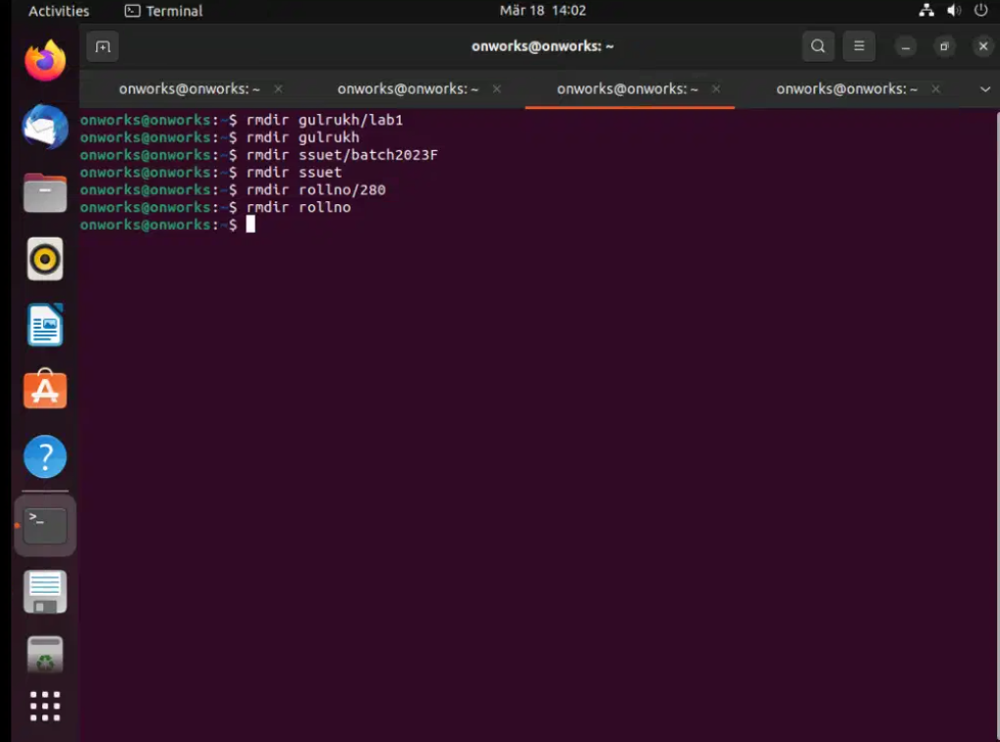 Activities Terminal Mär 18 14:02
onworks@onworks: ~
onworks@onworks: ~ onworks@onworks: ~ onworks@onworks: ~ onworks@onworks: ~
onworks@onworks:~$ rmdir gulrukh/lab1
onworks@onworks:~$ rmdir gulrukh
onworks@onworks:~$ rmdir ssuet/batch2023F
onworks@onworks:~$ rmdir ssuet
onworks@onworks:~$ rmdir rollno/280
onworks@onworks:~$ rmdir rollno
onworks@onworks:~$